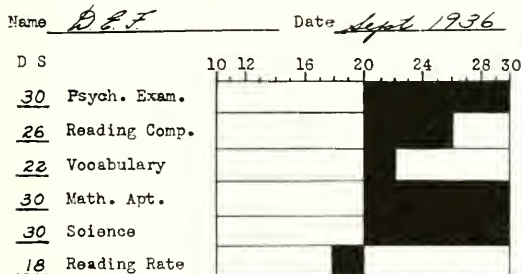 Name D.E.F. Date Sept 1936
D S 10 12 16 20 24 28 30
30 Psych. Exam.
26 Reading Comp.
22 Vocabulary
30 Math. Apt.
30 Science
18 Reading Rate